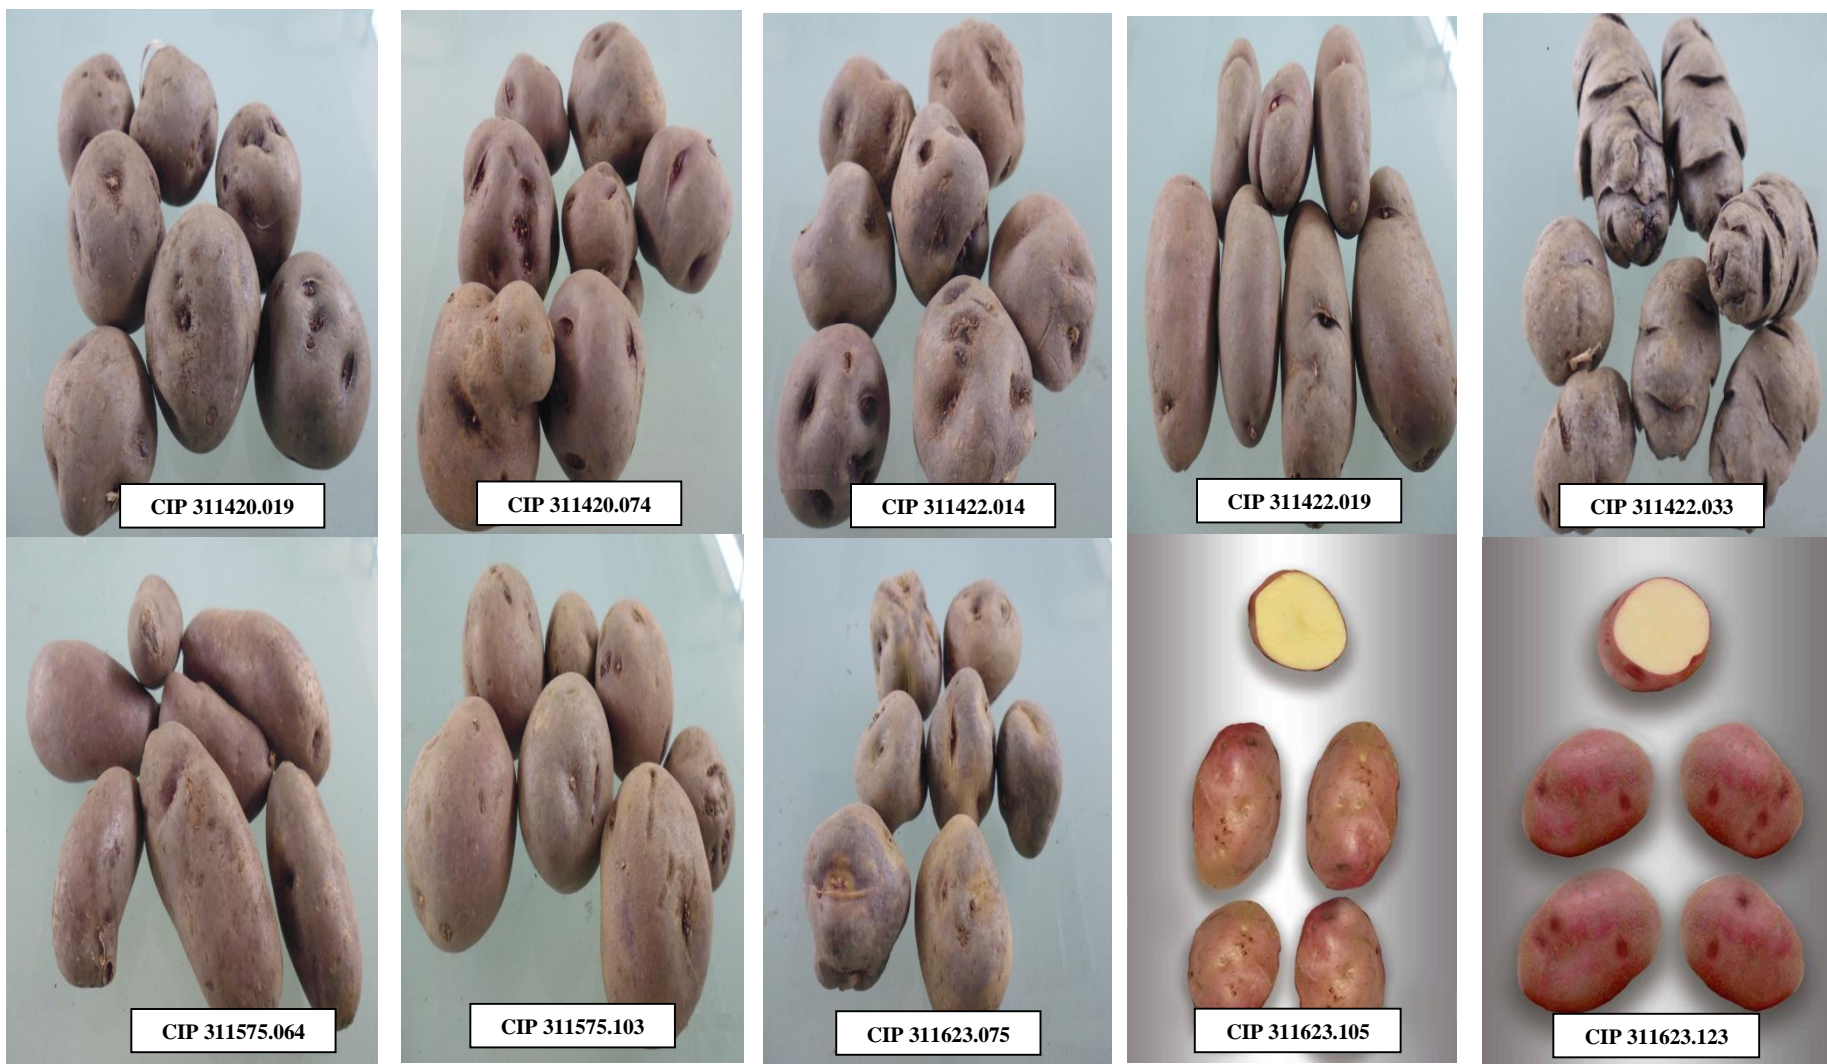 CIP 311420.019
CIP 311420.074
CIP 311422.014
CIP 311422.019
CIP 311422.033
CIP 311575.064
CIP 311575.103
CIP 311623.075
CIP 311623.105
CIP 311623.123